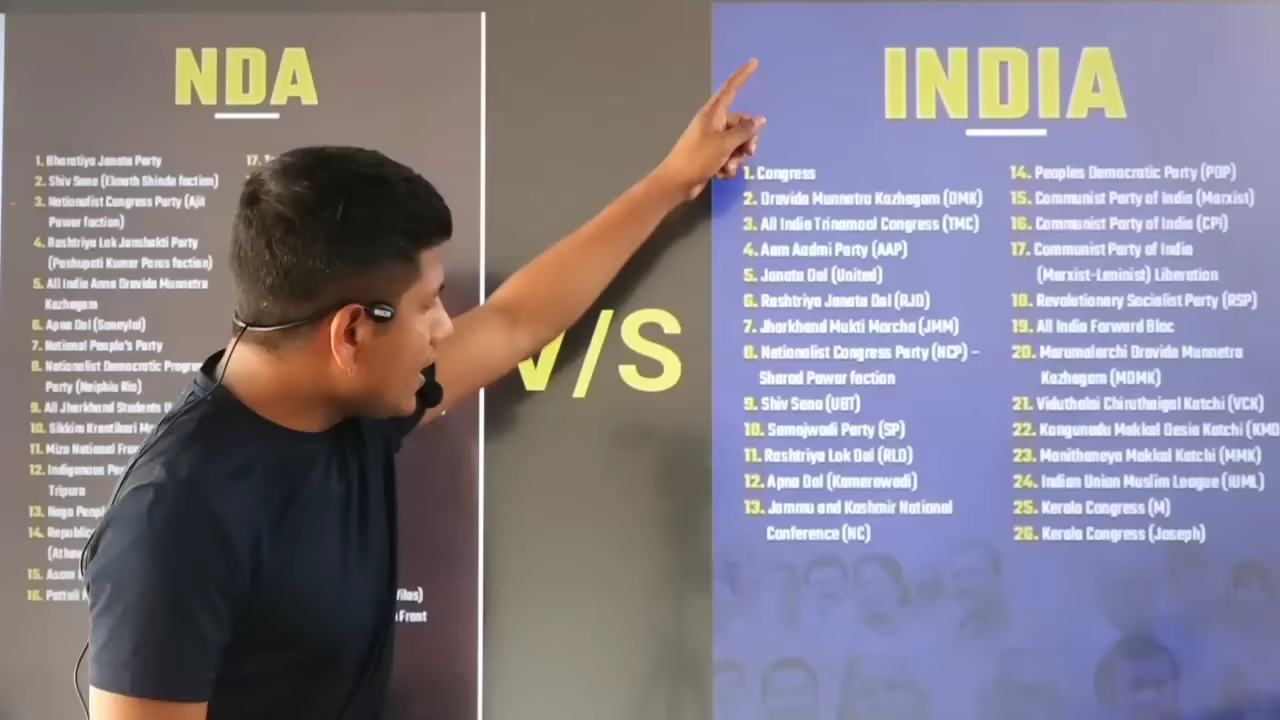 NDA
1. Bharatiya Janata Party
2. Shiv Sena (Eknath Shinde faction)
3. Nationalist Congress Party (Ajit
Pawar faction)
4. Rashtriya Lok Janshakti Party
(Pashupati Kumar Paras faction)
5. All India Anna Dravida Munnetra
Kazhagam
6. Apna Dal (Soneylal)
7. National People's Party
8. Nationalist Democratic Progre
Party (Neiphiu Rio)
9. All Jharkhand Students
10. Sikkim Krantikari
11. Mizo National
12. Indigenous
Tripura
13. Naga
14.
15.
16.
17.
Front
V/S
INDIA
1. Congress
2. Dravida Munnetra Kazhagam (DMK)
3. All India Trinamool Congress (TMC)
4. Aam Aadmi Party (AAP)
5. Janata Dal (United)
6. Rashtriya Janata Dal (RJD)
7. Jharkhand Mukti Morcha (JMM)
8. Nationalist Congress Party (NCP) –
Sharad Pawar faction
9. Shiv Sena (UBT)
10. Samajwadi Party (SP)
11. Rashtriya Lok Dal (RLD)
12. Apna Dal (Kamerawadi)
13. Jammu and Kashmir National
Conference (NC)
14. Peoples Democratic Party (PDP)
15. Communist Party of India (Marxist)
16. Communist Party of India (CPI)
17. Communist Party of India
(Marxist-Leninist) Liberation
18. Revolutionary Socialist Party (RSP)
19. All India Forward Bloc
20. Marumalarchi Dravida Munnetra
Kazhagam (MDMK)
21. Viduthalai Chiruthaigal Katchi (VCK)
22. Kongunadu Makkal Desia Katchi (KMD
23. Manithaneya Makkal Katchi (MMK)
24. Indian Union Muslim League (IUML)
25. Kerala Congress (M)
26. Kerala Congress (Joseph)